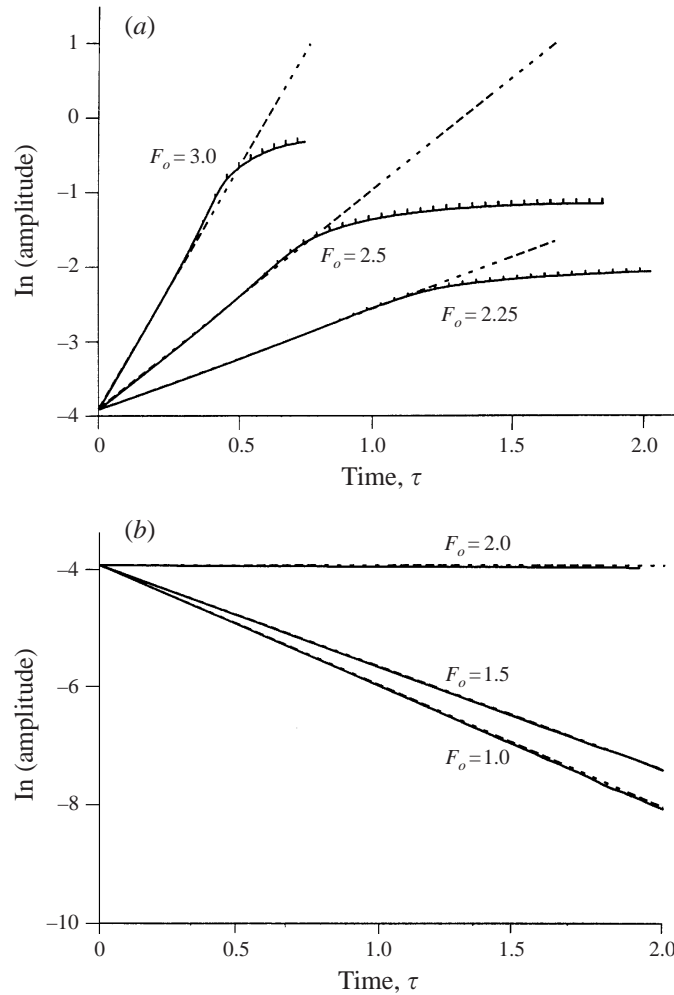 (a)
1
0
–1
–2
–3
–4
ln (amplitude)
F_o = 3.0
F_o = 2.5
F_o = 2.25
0
0.5
1.0
1.5
2.0
Time, τ
(b)
–4
–6
–8
–10
ln (amplitude)
F_o = 2.0
F_o = 1.5
F_o = 1.0
0
0.5
1.0
1.5
2.0
Time, τ